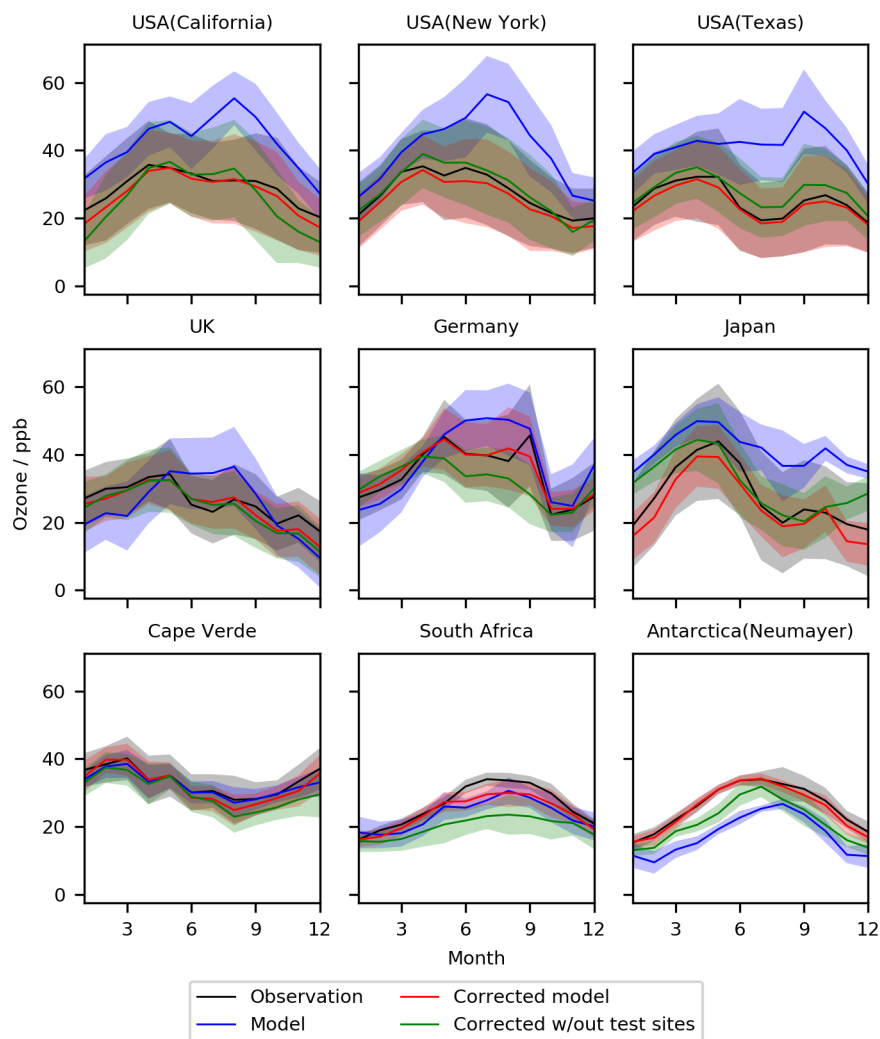 USA(California) USA(New York) USA(Texas)
60
40
20
0
UK Germany Japan
60
40
20
0
Ozone / ppb
Cape Verde South Africa Antarctica(Neumayer)
60
40
20
0
3 6 9 12 3 6 9 12 3 6 9 12
Month
Observation Corrected model
Model Corrected w/out test sites